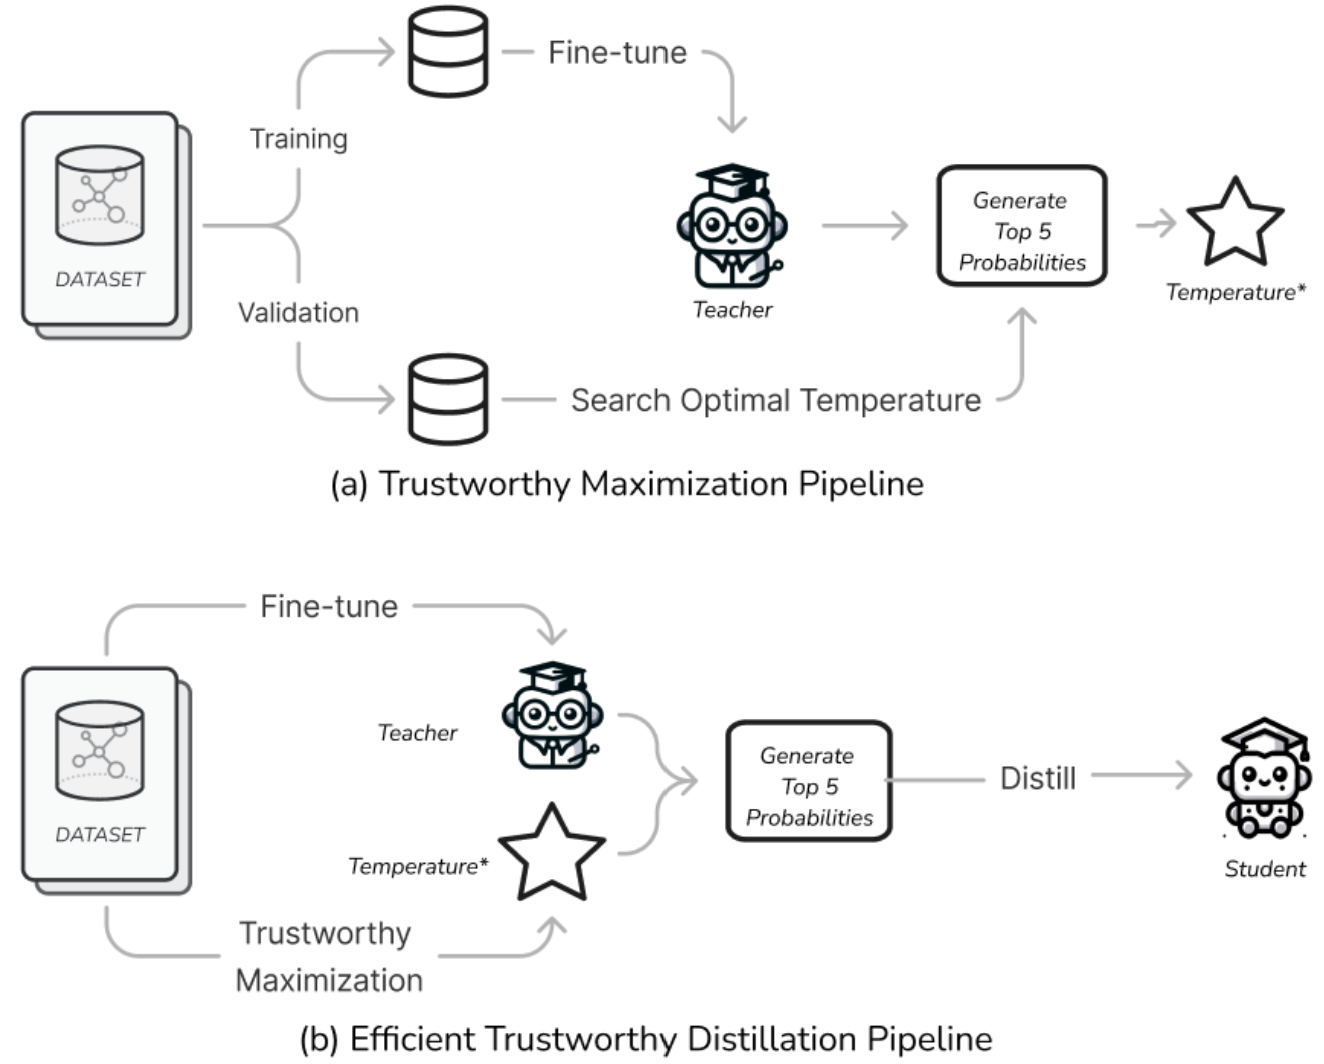 Fine-tune
Training
DATASET
Validation
Teacher
Generate
Top 5
Probabilities
Temperature*
Search Optimal Temperature
(a) Trustworthy Maximization Pipeline
Fine-tune
DATASET
Teacher
Temperature*
Trustworthy
Maximization
Generate
Top 5
Probabilities
Distill
Student
(b) Efficient Trustworthy Distillation Pipeline